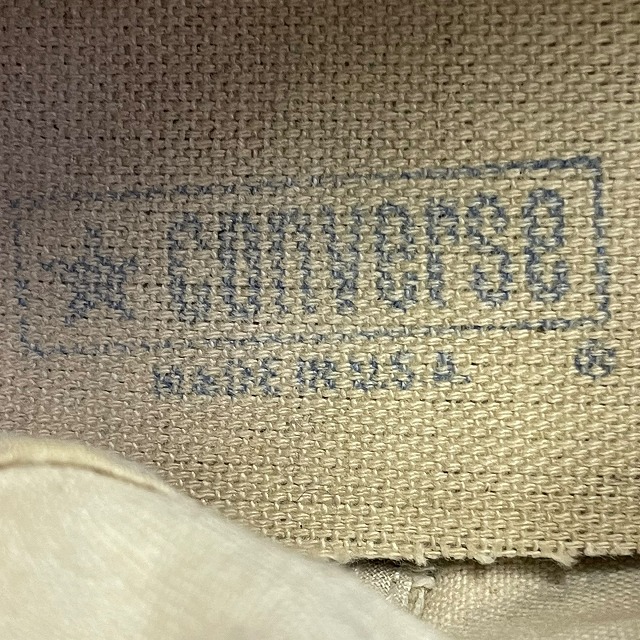 ★ converse
MADE IN U.S.A.
®